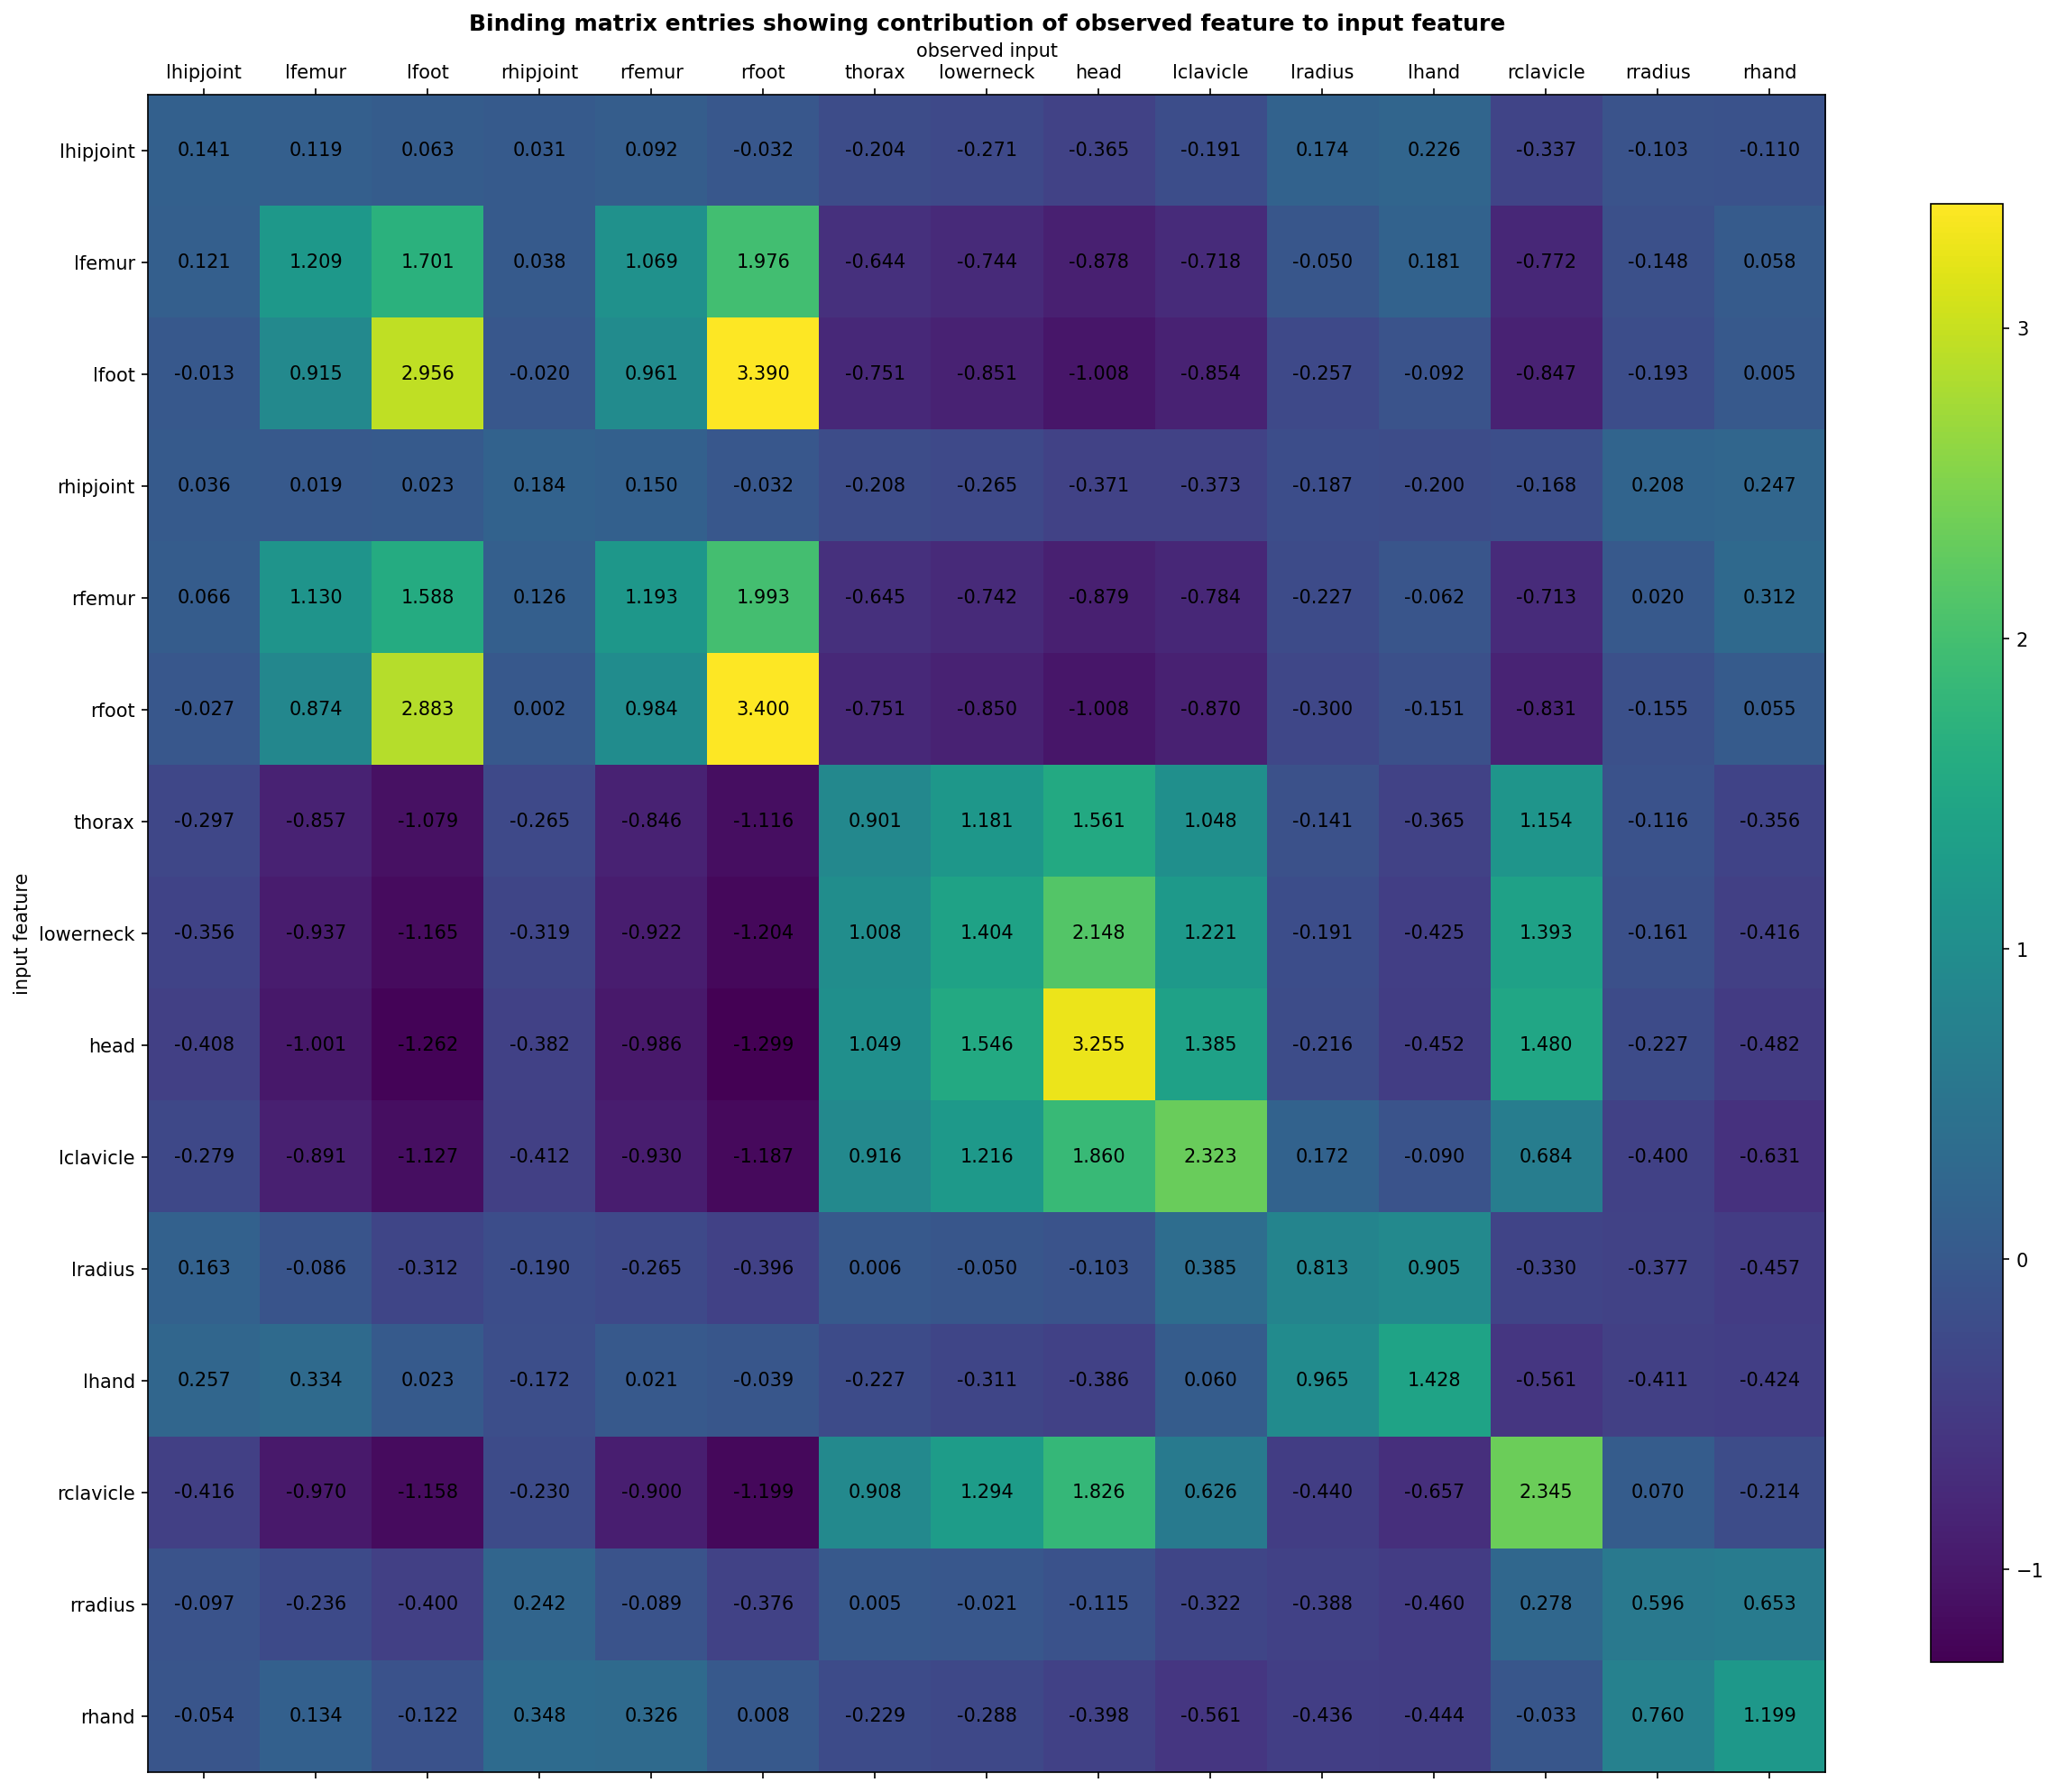 Binding matrix entries showing contribution of observed feature to input feature
observed input
lhipjoint lfemur lfoot rhipjoint rfemur rfoot thorax lowerneck head lclavicle lradius lhand rclavicle rradius rhand
lhipjoint 0.141 0.119 0.063 0.031 0.092 -0.032 -0.204 -0.271 -0.365 -0.191 0.174 0.226 -0.337 -0.103 -0.110
lfemur 0.121 1.209 1.701 0.038 1.069 1.976 -0.644 -0.744 -0.878 -0.718 -0.050 0.181 -0.772 -0.148 0.058
lfoot -0.013 0.915 2.956 -0.020 0.961 3.390 -0.751 -0.851 -1.008 -0.854 -0.257 -0.092 -0.847 -0.193 0.005
rhipjoint 0.036 0.019 0.023 0.184 0.150 -0.032 -0.208 -0.265 -0.371 -0.373 -0.187 -0.200 -0.168 0.208 0.247
rfemur 0.066 1.130 1.588 0.126 1.193 1.993 -0.645 -0.742 -0.879 -0.784 -0.227 -0.062 -0.713 0.020 0.312
rfoot -0.027 0.874 2.883 0.002 0.984 3.400 -0.751 -0.850 -1.008 -0.870 -0.300 -0.151 -0.831 -0.155 0.055
thorax -0.297 -0.857 -1.079 -0.265 -0.846 -1.116 0.901 1.181 1.561 1.048 -0.141 -0.365 1.154 -0.116 -0.356
lowerneck -0.356 -0.937 -1.165 -0.319 -0.922 -1.204 1.008 1.404 2.148 1.221 -0.191 -0.425 1.393 -0.161 -0.416
head -0.408 -1.001 -1.262 -0.382 -0.986 -1.299 1.049 1.546 3.255 1.385 -0.216 -0.452 1.480 -0.227 -0.482
lclavicle -0.279 -0.891 -1.127 -0.412 -0.930 -1.187 0.916 1.216 1.860 2.323 0.172 -0.090 0.684 -0.400 -0.631
lradius 0.163 -0.086 -0.312 -0.190 -0.265 -0.396 0.006 -0.050 -0.103 0.385 0.813 0.905 -0.330 -0.377 -0.457
lhand 0.257 0.334 0.023 -0.172 0.021 -0.039 -0.227 -0.311 -0.386 0.060 0.965 1.428 -0.561 -0.411 -0.424
rclavicle -0.416 -0.970 -1.158 -0.230 -0.900 -1.199 0.908 1.294 1.826 0.626 -0.440 -0.657 2.345 0.070 -0.214
rradius -0.097 -0.236 -0.400 0.242 -0.089 -0.376 0.005 -0.021 -0.115 -0.322 -0.388 -0.460 0.278 0.596 0.653
rhand -0.054 0.134 -0.122 0.348 0.326 0.008 -0.229 -0.288 -0.398 -0.561 -0.436 -0.444 -0.033 0.760 1.199
input feature
3
2
1
0
−1